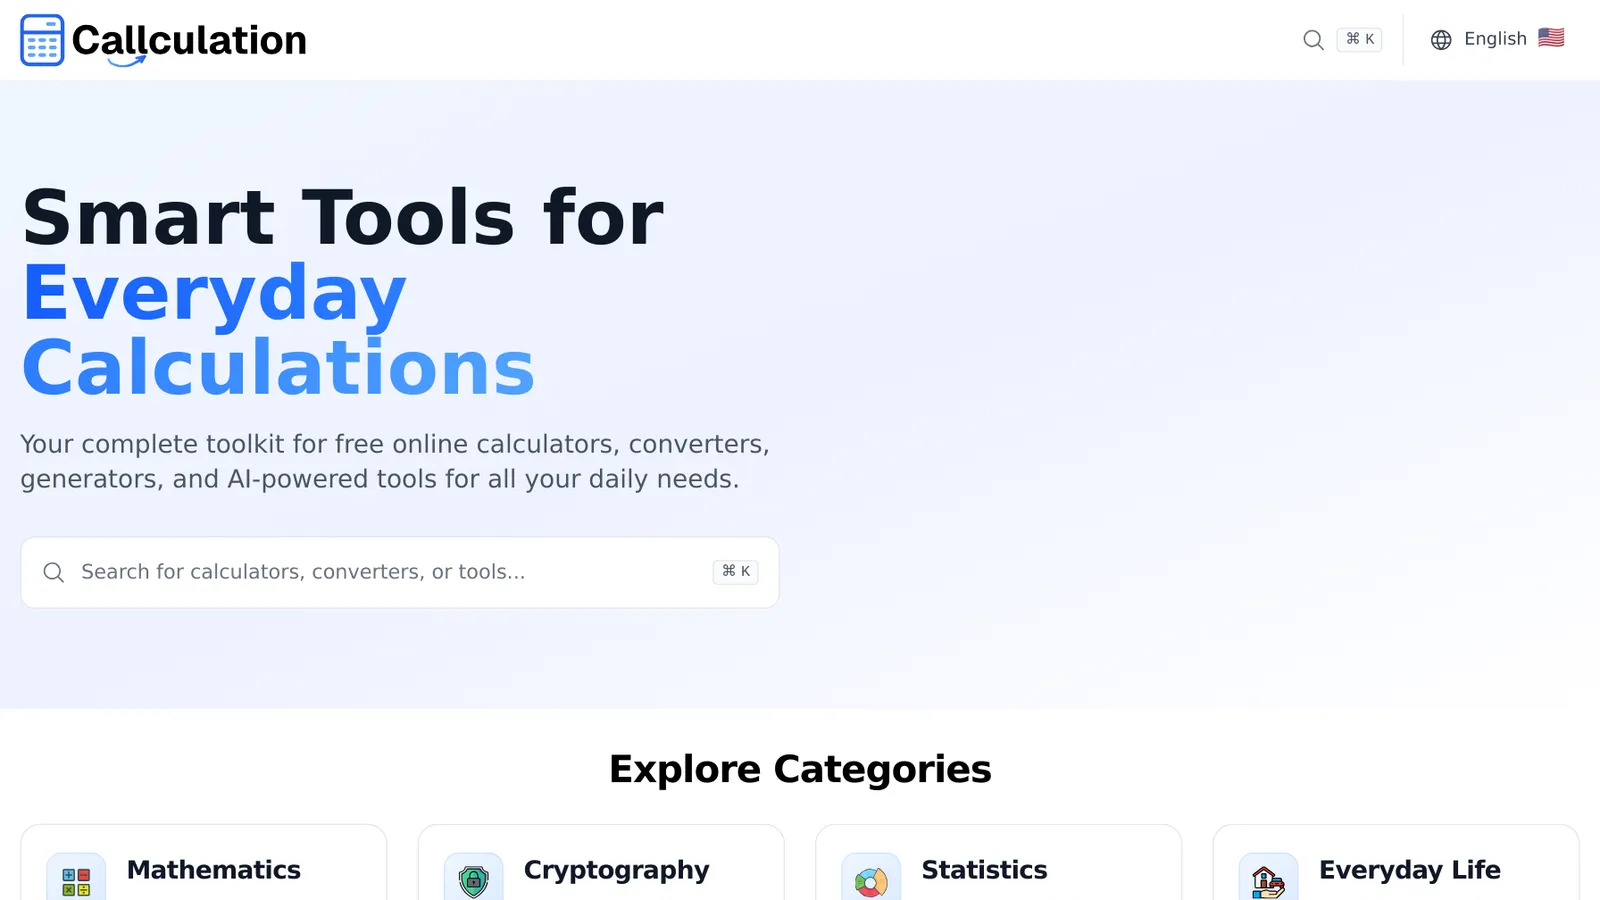 Callculation
⌘ K
English
Smart Tools for
Everyday
Calculations
Your complete toolkit for free online calculators, converters,
generators, and AI-powered tools for all your daily needs.
Search for calculators, converters, or tools...
⌘ K
Explore Categories
Mathematics
Cryptography
Statistics
Everyday Life